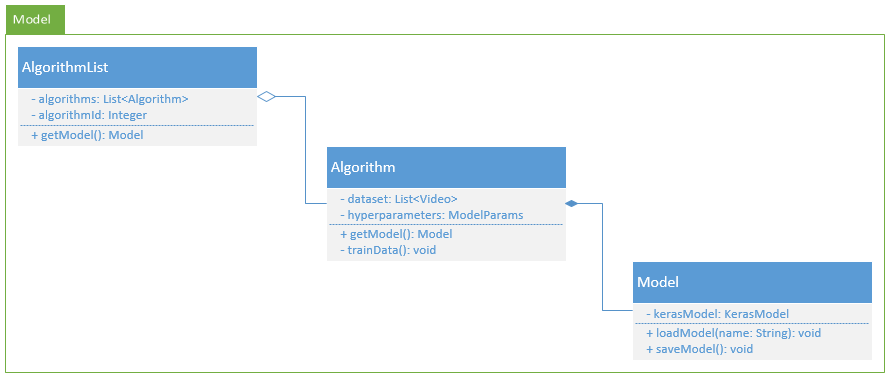 Model
AlgorithmList
- algorithms: List<Algorithm>
- algorithmId: Integer
+ getModel(): Model
Algorithm
- dataset: List<Video>
- hyperparameters: ModelParams
+ getModel(): Model
- trainData(): void
Model
- kerasModel: KerasModel
+ loadModel(name: String): void
+ saveModel(): void